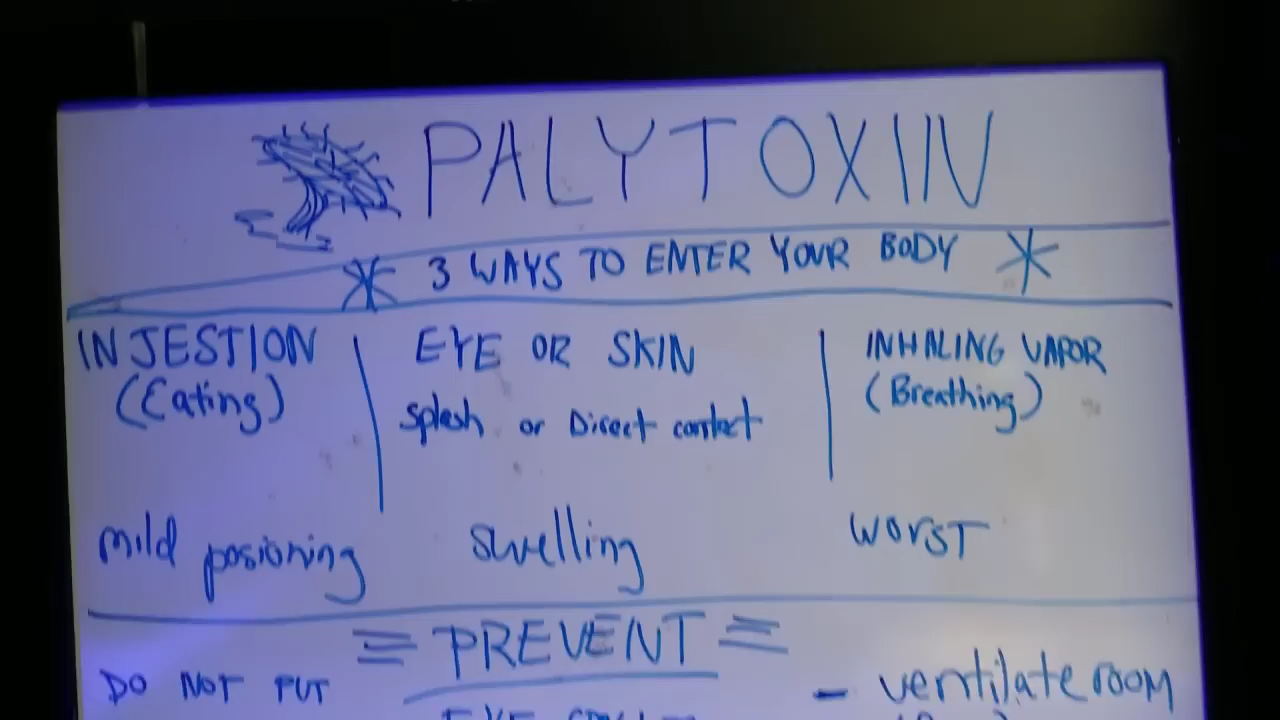 PALYTOXIN
* 3 WAYS TO ENTER YOUR BODY *
INJESTION
(Eating)
mild posioning
EYE OR SKIN
splash or Direct contact
swelling
INHALING VAPOR
(Breathing)
WORST
= PREVENT =
DO NOT PUT
- ventilate room